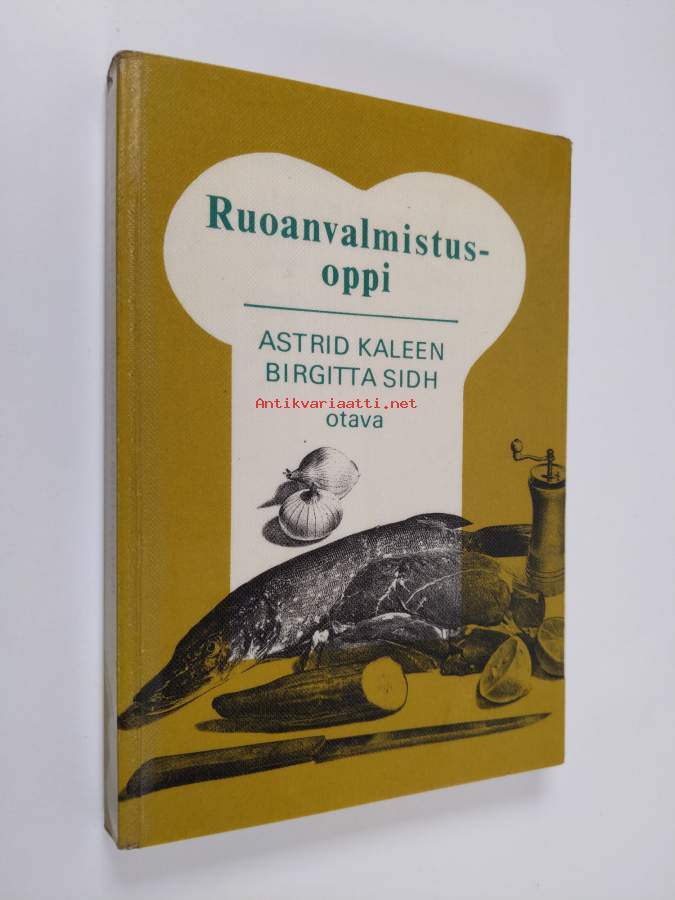 Ruoanvalmistus-
oppi
ASTRID KALEEN
BIRGITTA SIDH
Antikvariaatti.net
otava